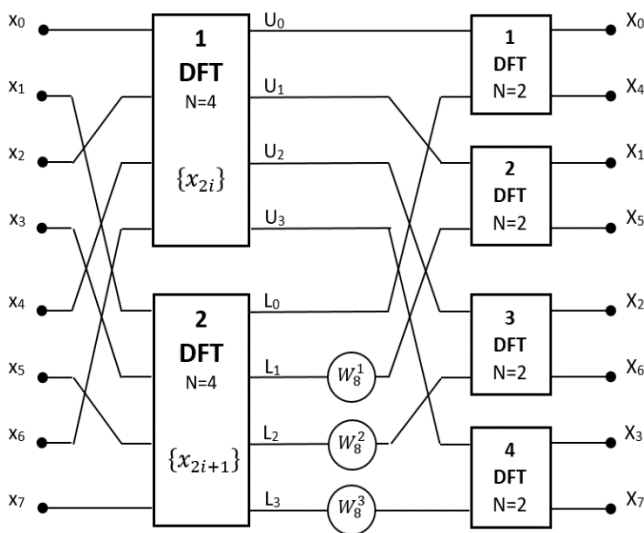 x₀
x₁
x₂
x₃
x₄
x₅
x₆
x₇
1
DFT
N=4
{x₂ᵢ}
2
DFT
N=4
{x₂ᵢ₊₁}
U₀
U₁
U₂
U₃
L₀
L₁
L₂
L₃
W₈¹
W₈²
W₈³
1
DFT
N=2
2
DFT
N=2
3
DFT
N=2
4
DFT
N=2
X₀
X₄
X₁
X₅
X₂
X₆
X₃
X₇